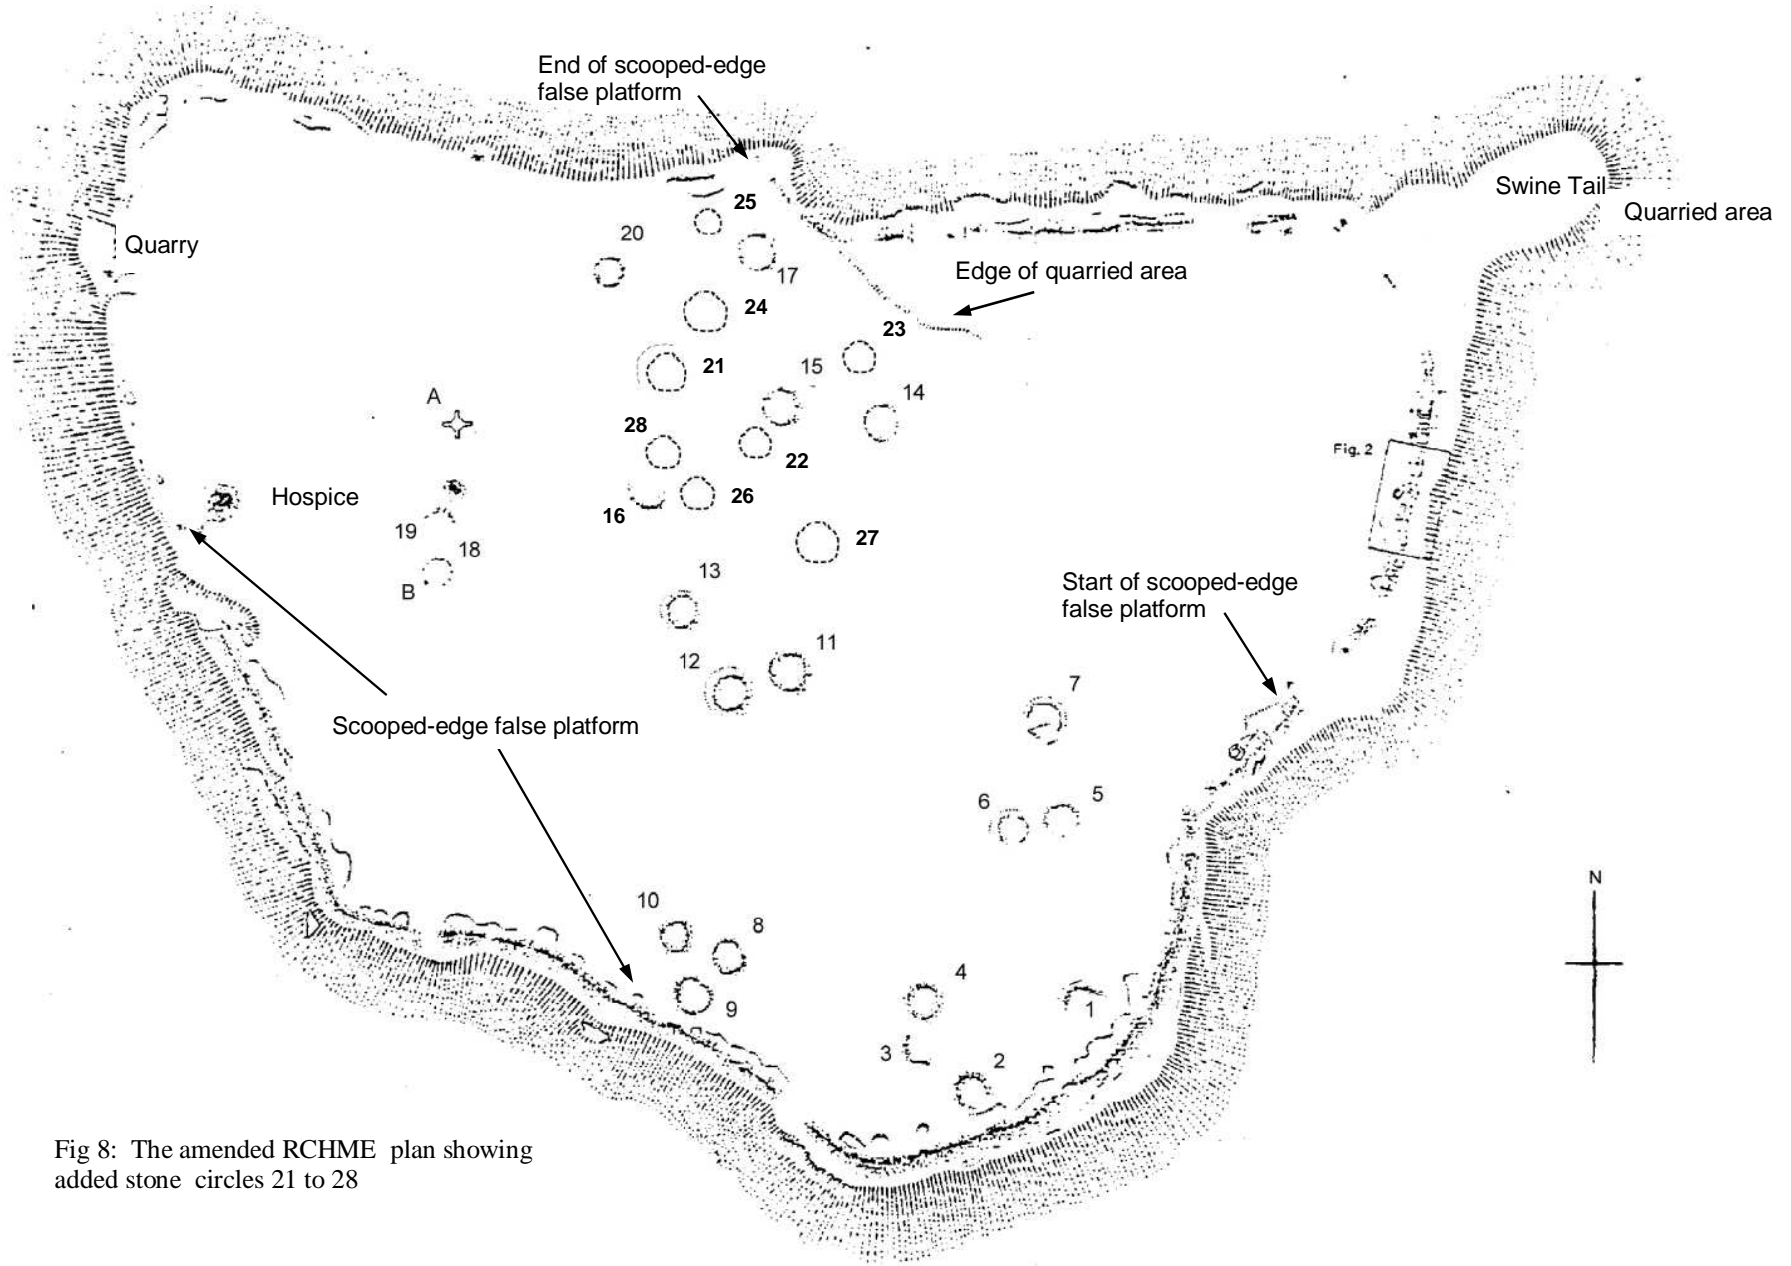 End of scooped-edge
false platform
Swine Tail
Quarried area
25
Quarry
20
17
Edge of quarried area
24
23
21
15
14
A
28
22
Fig. 2
Hospice
26
16
19
27
18
B
13
Start of scooped-edge
false platform
11
12
7
Scooped-edge false platform
6
5
N
10
8
4
9
1
3
2
Fig 8: The amended RCHME plan showing
added stone circles 21 to 28